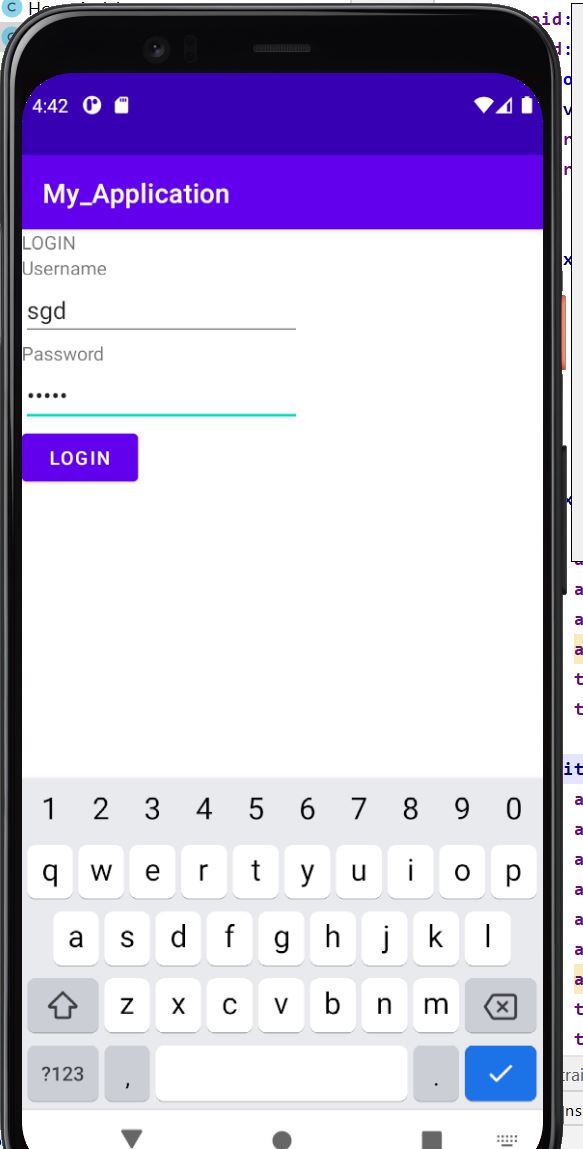 4:42
My_Application
LOGIN
Username
sgd
Password
•••••
LOGIN
1 2 3 4 5 6 7 8 9 0
q w e r t y u i o p
a s d f g h j k l
z x c v b n m
?123 , .